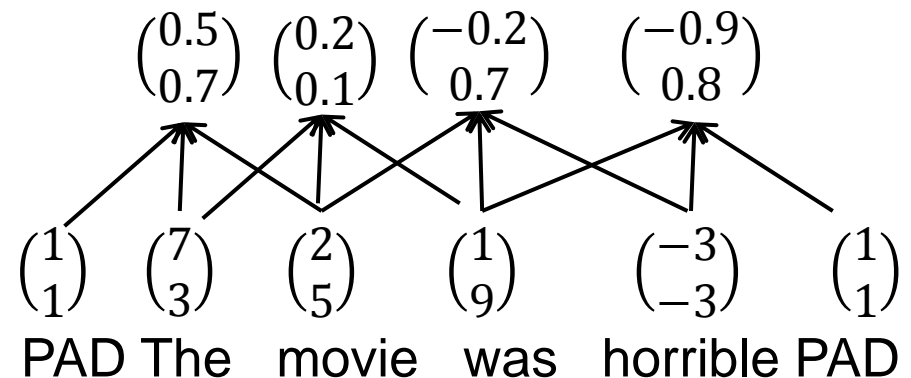 (0.5 0.7) (0.2 0.1) (−0.2 0.7) (−0.9 0.8)
(1 1) (7 3) (2 5) (1 9) (−3 −3) (1 1)
PAD The movie was horrible PAD